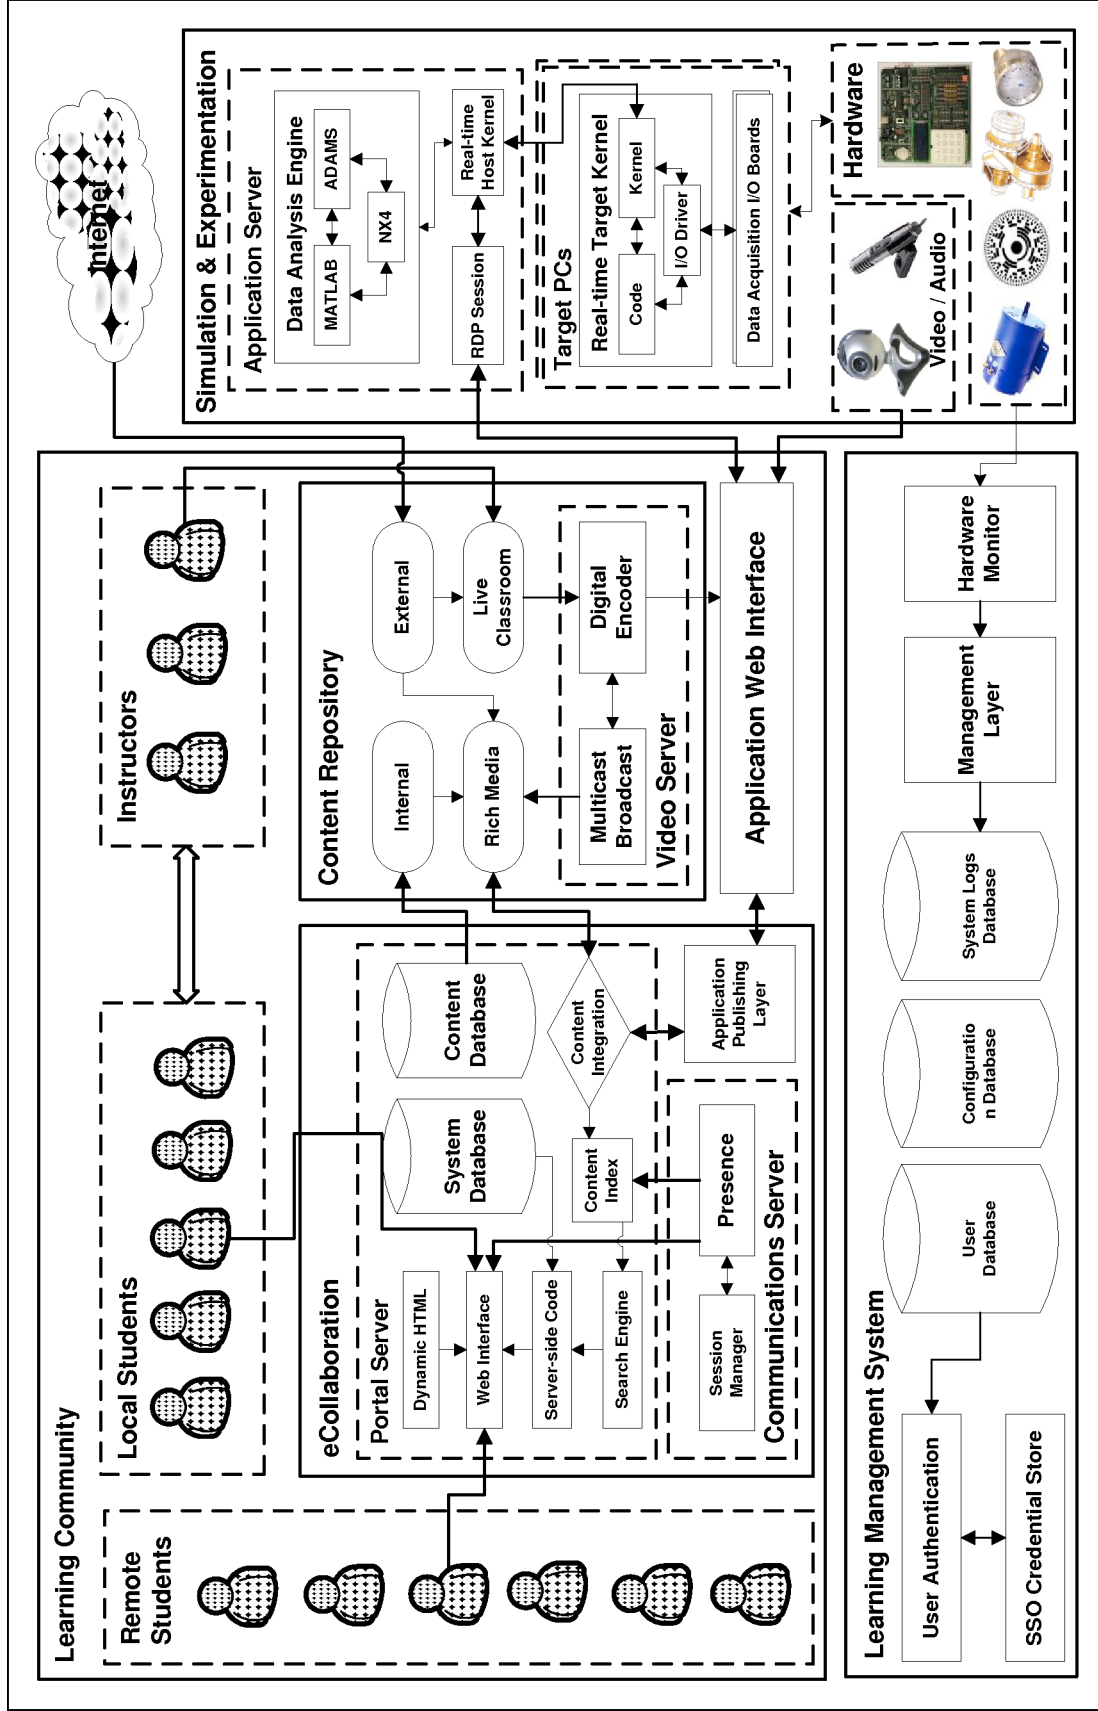 Learning Community
Remote
Students
Local Students
Instructors
Internet
eCollaboration
Portal Server
Dynamic HTML
Web Interface
Server-side Code
Search Engine
System
Database
Content
Database
Content
Index
Content
Integration
Session
Manager
Presence
Communications Server
Application
Publishing
Layer
Content Repository
Internal
External
Rich Media
Live
Classroom
Multicast
Broadcast
Digital
Encoder
Video Server
Application Web Interface
Simulation & Experimentation
Application Server
Data Analysis Engine
MATLAB
ADAMS
NX4
RDP Session
Real-time
Host Kernel
Target PCs
Real-time Target Kernel
Code
Kernel
I/O Driver
Data Acquisition I/O Boards
Hardware
Video / Audio
Learning Management System
User Authentication
SSO Credential Store
User
Database
Configuratio
n Database
System Logs
Database
Management
Layer
Hardware
Monitor